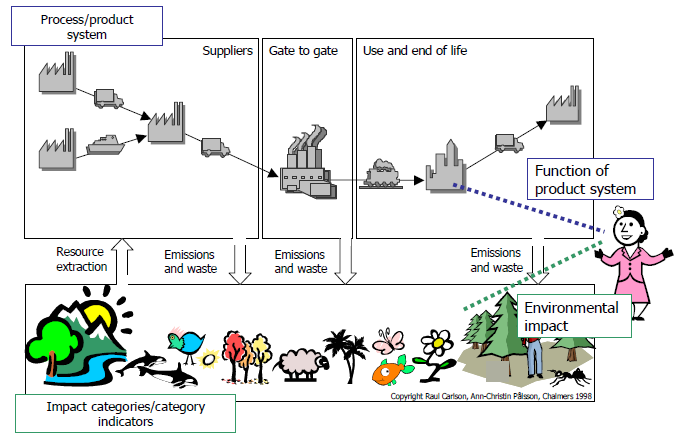 Process/product
system
Suppliers
Gate to gate
Use and end of life
Function of
product system
Resource
extraction
Emissions
and waste
Emissions
and waste
Emissions
and waste
Environmental
impact
Copyright Raul Carlson, Ann-Christin Pålsson, Chalmers 1998
Impact categories/category
indicators